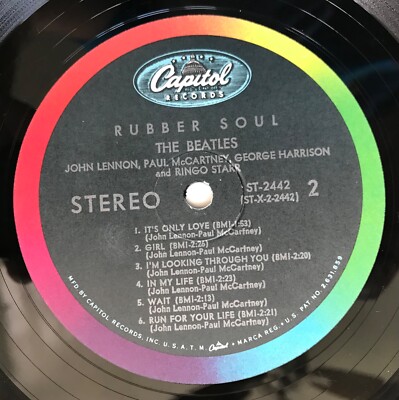 Capitol
RECORDS
RUBBER SOUL
THE BEATLES
JOHN LENNON, PAUL McCARTNEY, GEORGE HARRISON
and RINGO STARR
STEREO
ST-2442
(ST-X-2-2442)
2
1. IT'S ONLY LOVE (BMI-1:53)
(John Lennon-Paul McCartney)
2. GIRL (BMI-2:26)
(John Lennon-Paul McCartney)
3. I'M LOOKING THROUGH YOU (BMI-2:20)
(John Lennon-Paul McCartney)
4. IN MY LIFE (BMI-2:23)
(John Lennon-Paul McCartney)
5. WAIT (BMI-2:13)
(John Lennon-Paul McCartney)
6. RUN FOR YOUR LIFE (BMI-2:21)
(John Lennon-Paul McCartney)
MFD. BY CAPITOL RECORDS, INC. U.S.A. T.M. Capitol MARCA REG. • U.S. PAT. NO. 2,631,859